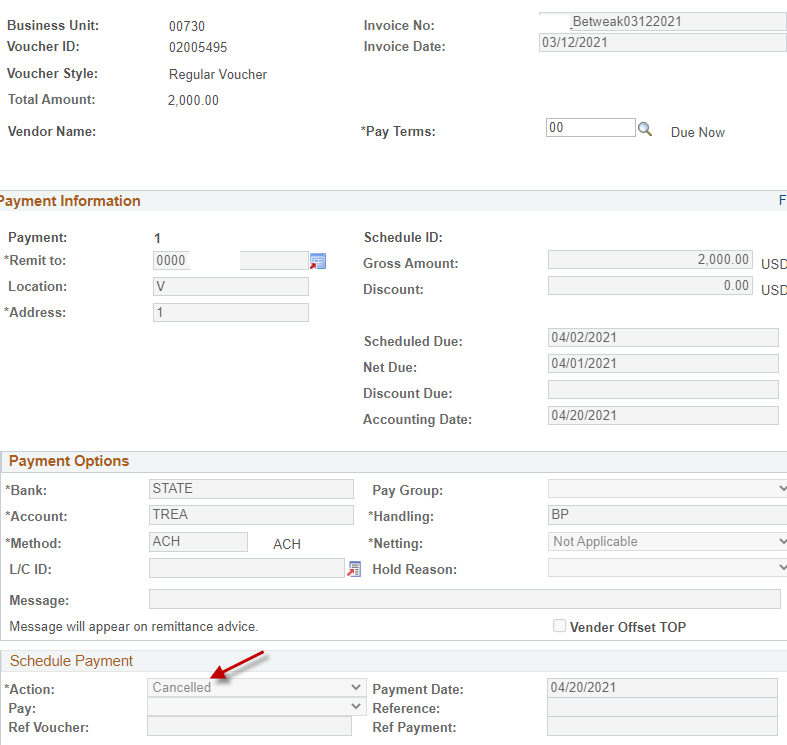 Business Unit: 00730 Invoice No: _Betweak03122021
Voucher ID: 02005495 Invoice Date: 03/12/2021
Voucher Style: Regular Voucher
Total Amount: 2,000.00
Vendor Name: *Pay Terms: 00 Due Now
Payment Information F
Payment: 1 Schedule ID:
*Remit to: 0000 Gross Amount: 2,000.00 USD
Location: V Discount: 0.00 USD
*Address: 1
Scheduled Due: 04/02/2021
Net Due: 04/01/2021
Discount Due:
Accounting Date: 04/20/2021
Payment Options
*Bank: STATE Pay Group:
*Account: TREA *Handling: BP
*Method: ACH ACH *Netting: Not Applicable
L/C ID: Hold Reason:
Message:
Message will appear on remittance advice. Vender Offset TOP
Schedule Payment
*Action: Cancelled Payment Date: 04/20/2021
Pay: Reference:
Ref Voucher: Ref Payment: